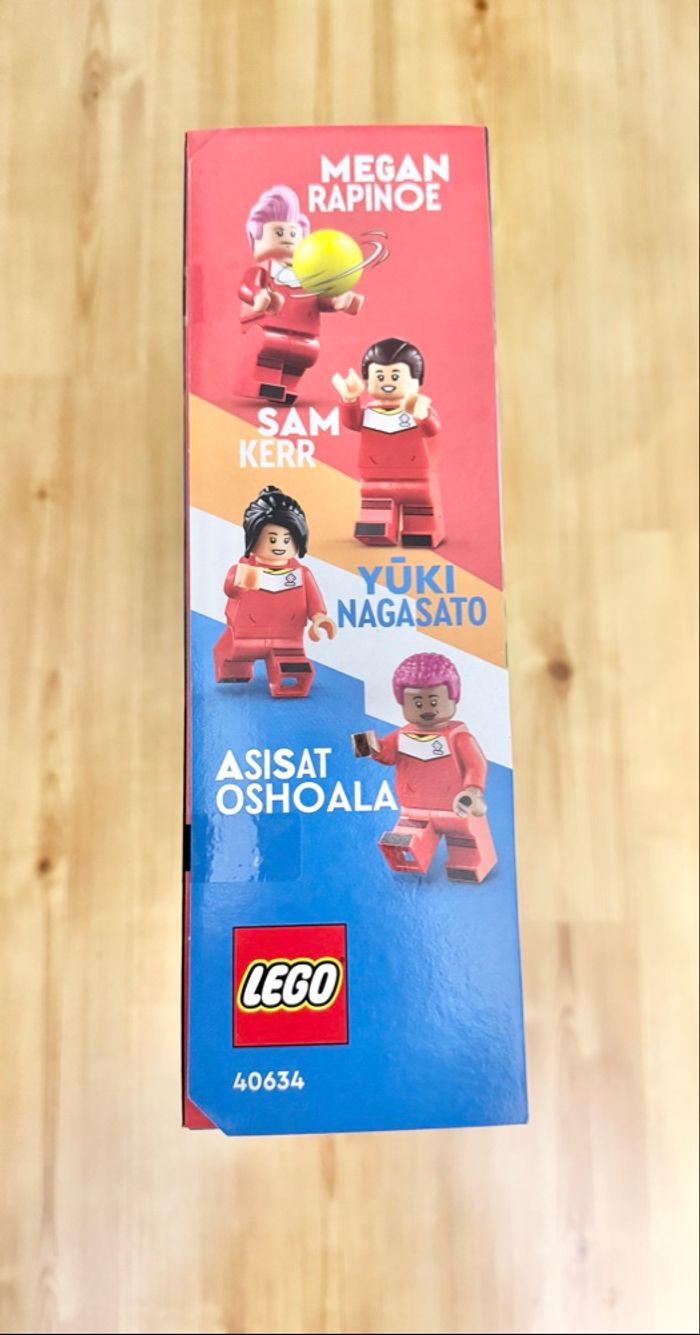 MEGAN
RAPINOE
SAM
KERR
YŪKI
NAGASATO
ASISAT
OSHOALA
LEGO
40634